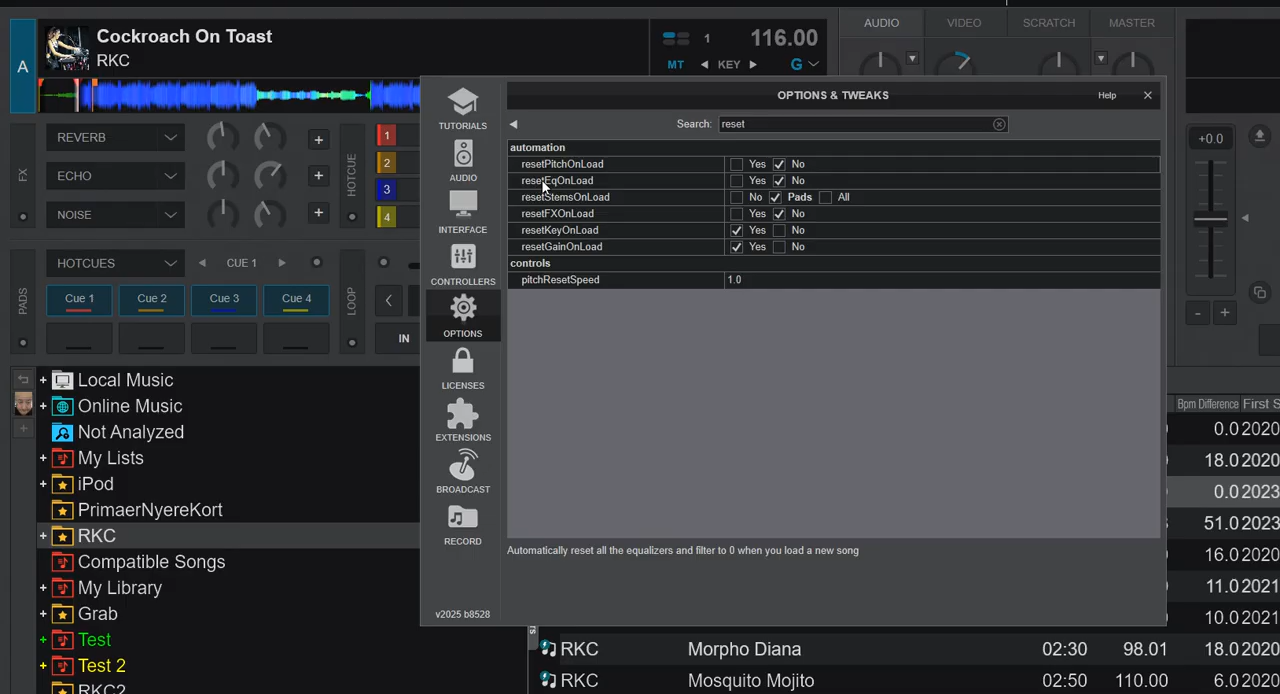 A
Cockroach On Toast
RKC
1
116.00
MT
KEY
G
AUDIO
VIDEO
SCRATCH
MASTER
FX
REVERB
ECHO
NOISE
HOTCUE
1
2
3
4
PADS
HOTCUES
CUE 1
Cue 1
Cue 2
Cue 3
Cue 4
LOOP
IN
+0.0
TUTORIALS
AUDIO
INTERFACE
CONTROLLERS
OPTIONS
LICENSES
EXTENSIONS
BROADCAST
RECORD
v2025 b8528
OPTIONS & TWEAKS
Help
Search: reset
automation
resetPitchOnLoad Yes No
resetEqOnLoad Yes No
resetStemsOnLoad No Pads All
resetFXOnLoad Yes No
resetKeyOnLoad Yes No
resetGainOnLoad Yes No
controls
pitchResetSpeed 1.0
Automatically reset all the equalizers and filter to 0 when you load a new song
Local Music
Online Music
Not Analyzed
My Lists
iPod
PrimaerNyereKort
RKC
Compatible Songs
My Library
Grab
Test
Test 2
RKC2
Bpm Difference First S
0.0 2020
18.0 2020
0.0 2023
51.0 2023
16.0 2020
11.0 2021
10.0 2021
RKC Morpho Diana 02:30 98.01 18.0 2020
RKC Mosquito Mojito 02:50 110.00 6.0 2020